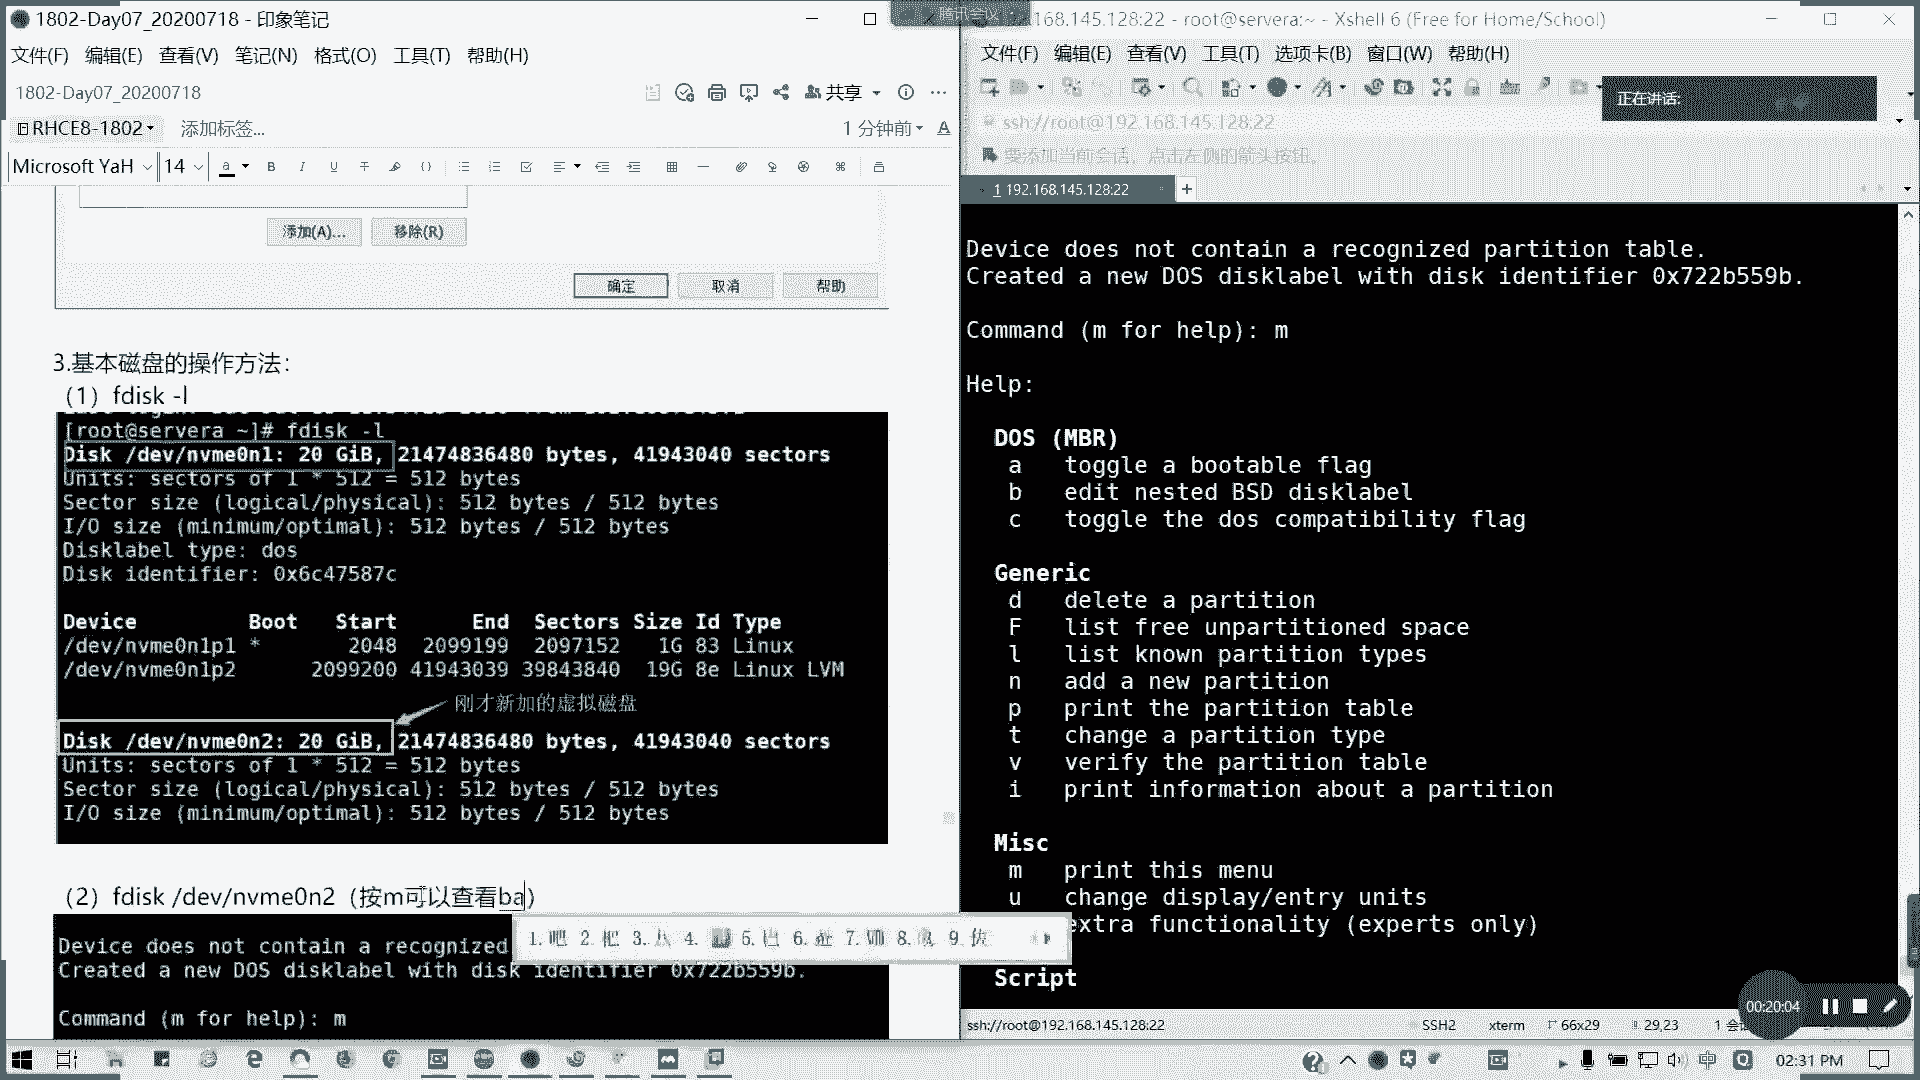 1802-Day07_20200718 - 印象笔记
文件(F) 编辑(E) 查看(V) 笔记(N) 格式(O) 工具(T) 帮助(H)
1802-Day07_20200718
共享
RHCE8-1802 添加标签...
1 分钟前
Microsoft YaH 14
添加(A)... 移除(R)
确定 取消 帮助
3.基本磁盘的操作方法：
（1）fdisk -l
[root@servera ~]# fdisk -l
Disk /dev/nvme0n1: 20 GiB, 21474836480 bytes, 41943040 sectors
Units: sectors of 1 * 512 = 512 bytes
Sector size (logical/physical): 512 bytes / 512 bytes
I/O size (minimum/optimal): 512 bytes / 512 bytes
Disklabel type: dos
Disk identifier: 0x6c47587c
Device Boot Start End Sectors Size Id Type
/dev/nvme0n1p1 * 2048 2099199 2097152 1G 83 Linux
/dev/nvme0n1p2 2099200 41943039 39843840 19G 8e Linux LVM
刚才新加的虚拟磁盘
Disk /dev/nvme0n2: 20 GiB, 21474836480 bytes, 41943040 sectors
Units: sectors of 1 * 512 = 512 bytes
Sector size (logical/physical): 512 bytes / 512 bytes
I/O size (minimum/optimal): 512 bytes / 512 bytes
（2）fdisk /dev/nvme0n2（按m可以查看ba）
1.吧 2.把 3.八 4. 5.巴 6. 7. 8. 9.
Device does not contain a recognized
Created a new DOS disklabel with disk identifier 0x722b559b.
Command (m for help): m
腾讯会议
192.168.145.128:22 - root@servera:~ - Xshell 6 (Free for Home/School)
文件(F) 编辑(E) 查看(V) 工具(T) 选项卡(B) 窗口(W) 帮助(H)
正在讲话:
ssh://root@192.168.145.128:22
要添加当前会话，点击左侧的箭头按钮。
1 192.168.145.128:22
Device does not contain a recognized partition table.
Created a new DOS disklabel with disk identifier 0x722b559b.
Command (m for help): m
Help:
DOS (MBR)
a toggle a bootable flag
b edit nested BSD disklabel
c toggle the dos compatibility flag
Generic
d delete a partition
F list free unpartitioned space
l list known partition types
n add a new partition
p print the partition table
t change a partition type
v verify the partition table
i print information about a partition
Misc
m print this menu
u change display/entry units
extra functionality (experts only)
Script
00:20:04
ssh://root@192.168.145.128:22 SSH2 xterm 66x29 29,23 1 会
中 02:31 PM